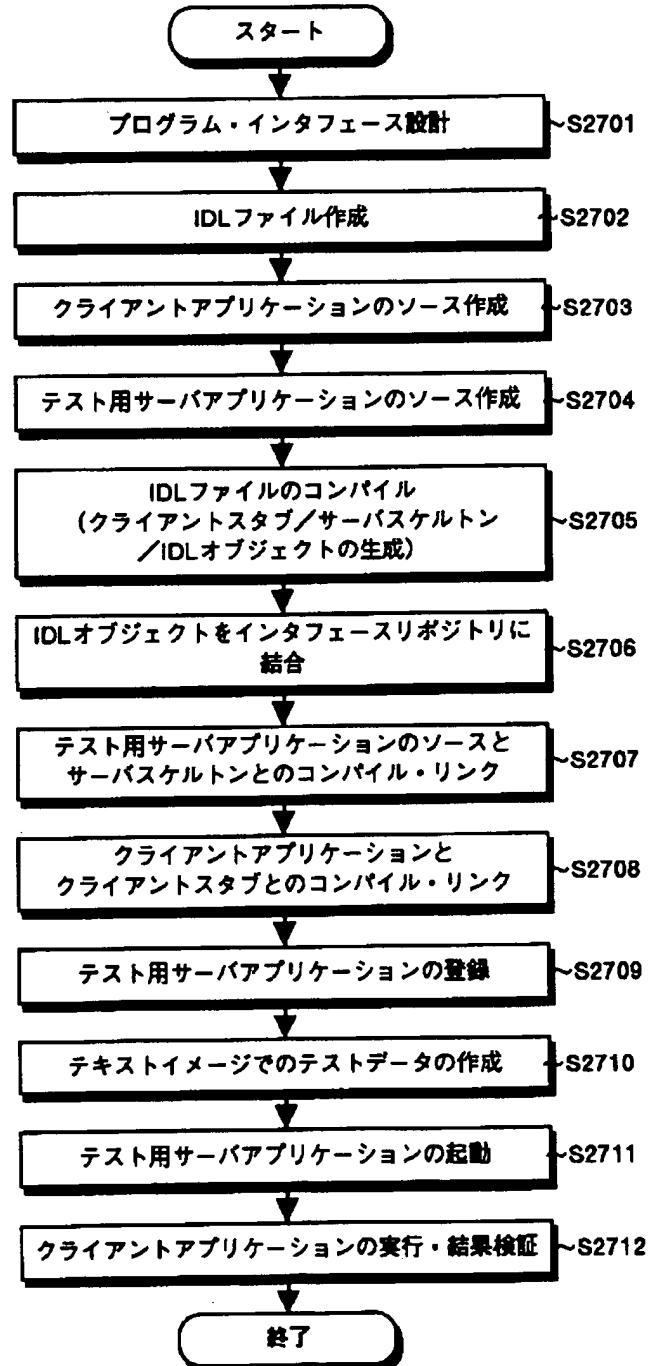 スタート
プログラム・インタフェース設計
~S2701
IDLファイル作成
~S2702
クライアントアプリケーションのソース作成
~S2703
テスト用サーバアプリケーションのソース作成
~S2704
IDLファイルのコンパイル
(クライアントスタブ/サーバスケルトン
/IDLオブジェクトの生成)
~S2705
IDLオブジェクトをインタフェースリポジトリに
結合
~S2706
テスト用サーバアプリケーションのソースと
サーバスケルトンとのコンパイル・リンク
~S2707
クライアントアプリケーションと
クライアントスタブとのコンパイル・リンク
~S2708
テスト用サーバアプリケーションの登録
~S2709
テキストイメージでのテストデータの作成
~S2710
テスト用サーバアプリケーションの起動
~S2711
クライアントアプリケーションの実行・結果検証
~S2712
終了